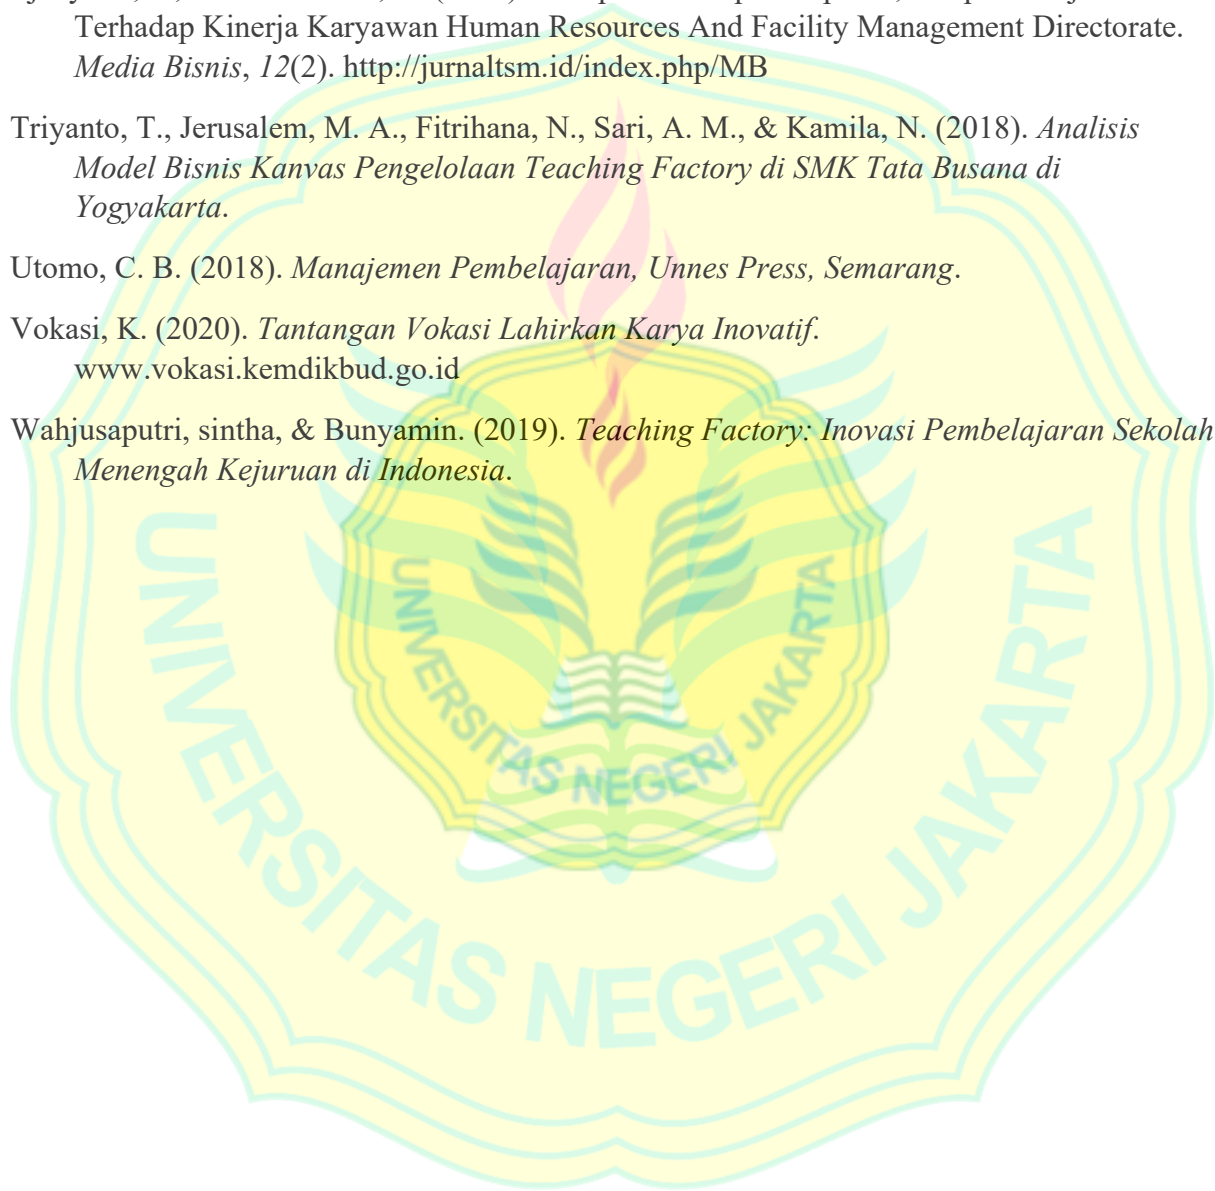 Terhadap Kinerja Karyawan Human Resources And Facility Management Directorate.
Media Bisnis, 12(2). http://jurnaltsm.id/index.php/MB
Triyanto, T., Jerusalem, M. A., Fitrihana, N., Sari, A. M., & Kamila, N. (2018). Analisis
Model Bisnis Kanvas Pengelolaan Teaching Factory di SMK Tata Busana di
Yogyakarta.
Utomo, C. B. (2018). Manajemen Pembelajaran, Unnes Press, Semarang.
Vokasi, K. (2020). Tantangan Vokasi Lahirkan Karya Inovatif.
www.vokasi.kemdikbud.go.id
Wahjusaputri, sintha, & Bunyamin. (2019). Teaching Factory: Inovasi Pembelajaran Sekolah
Menengah Kejuruan di Indonesia.
UNIVERSITAS NEGERI JAKARTA
UNIVERSITAS NEGERI JAKARTA